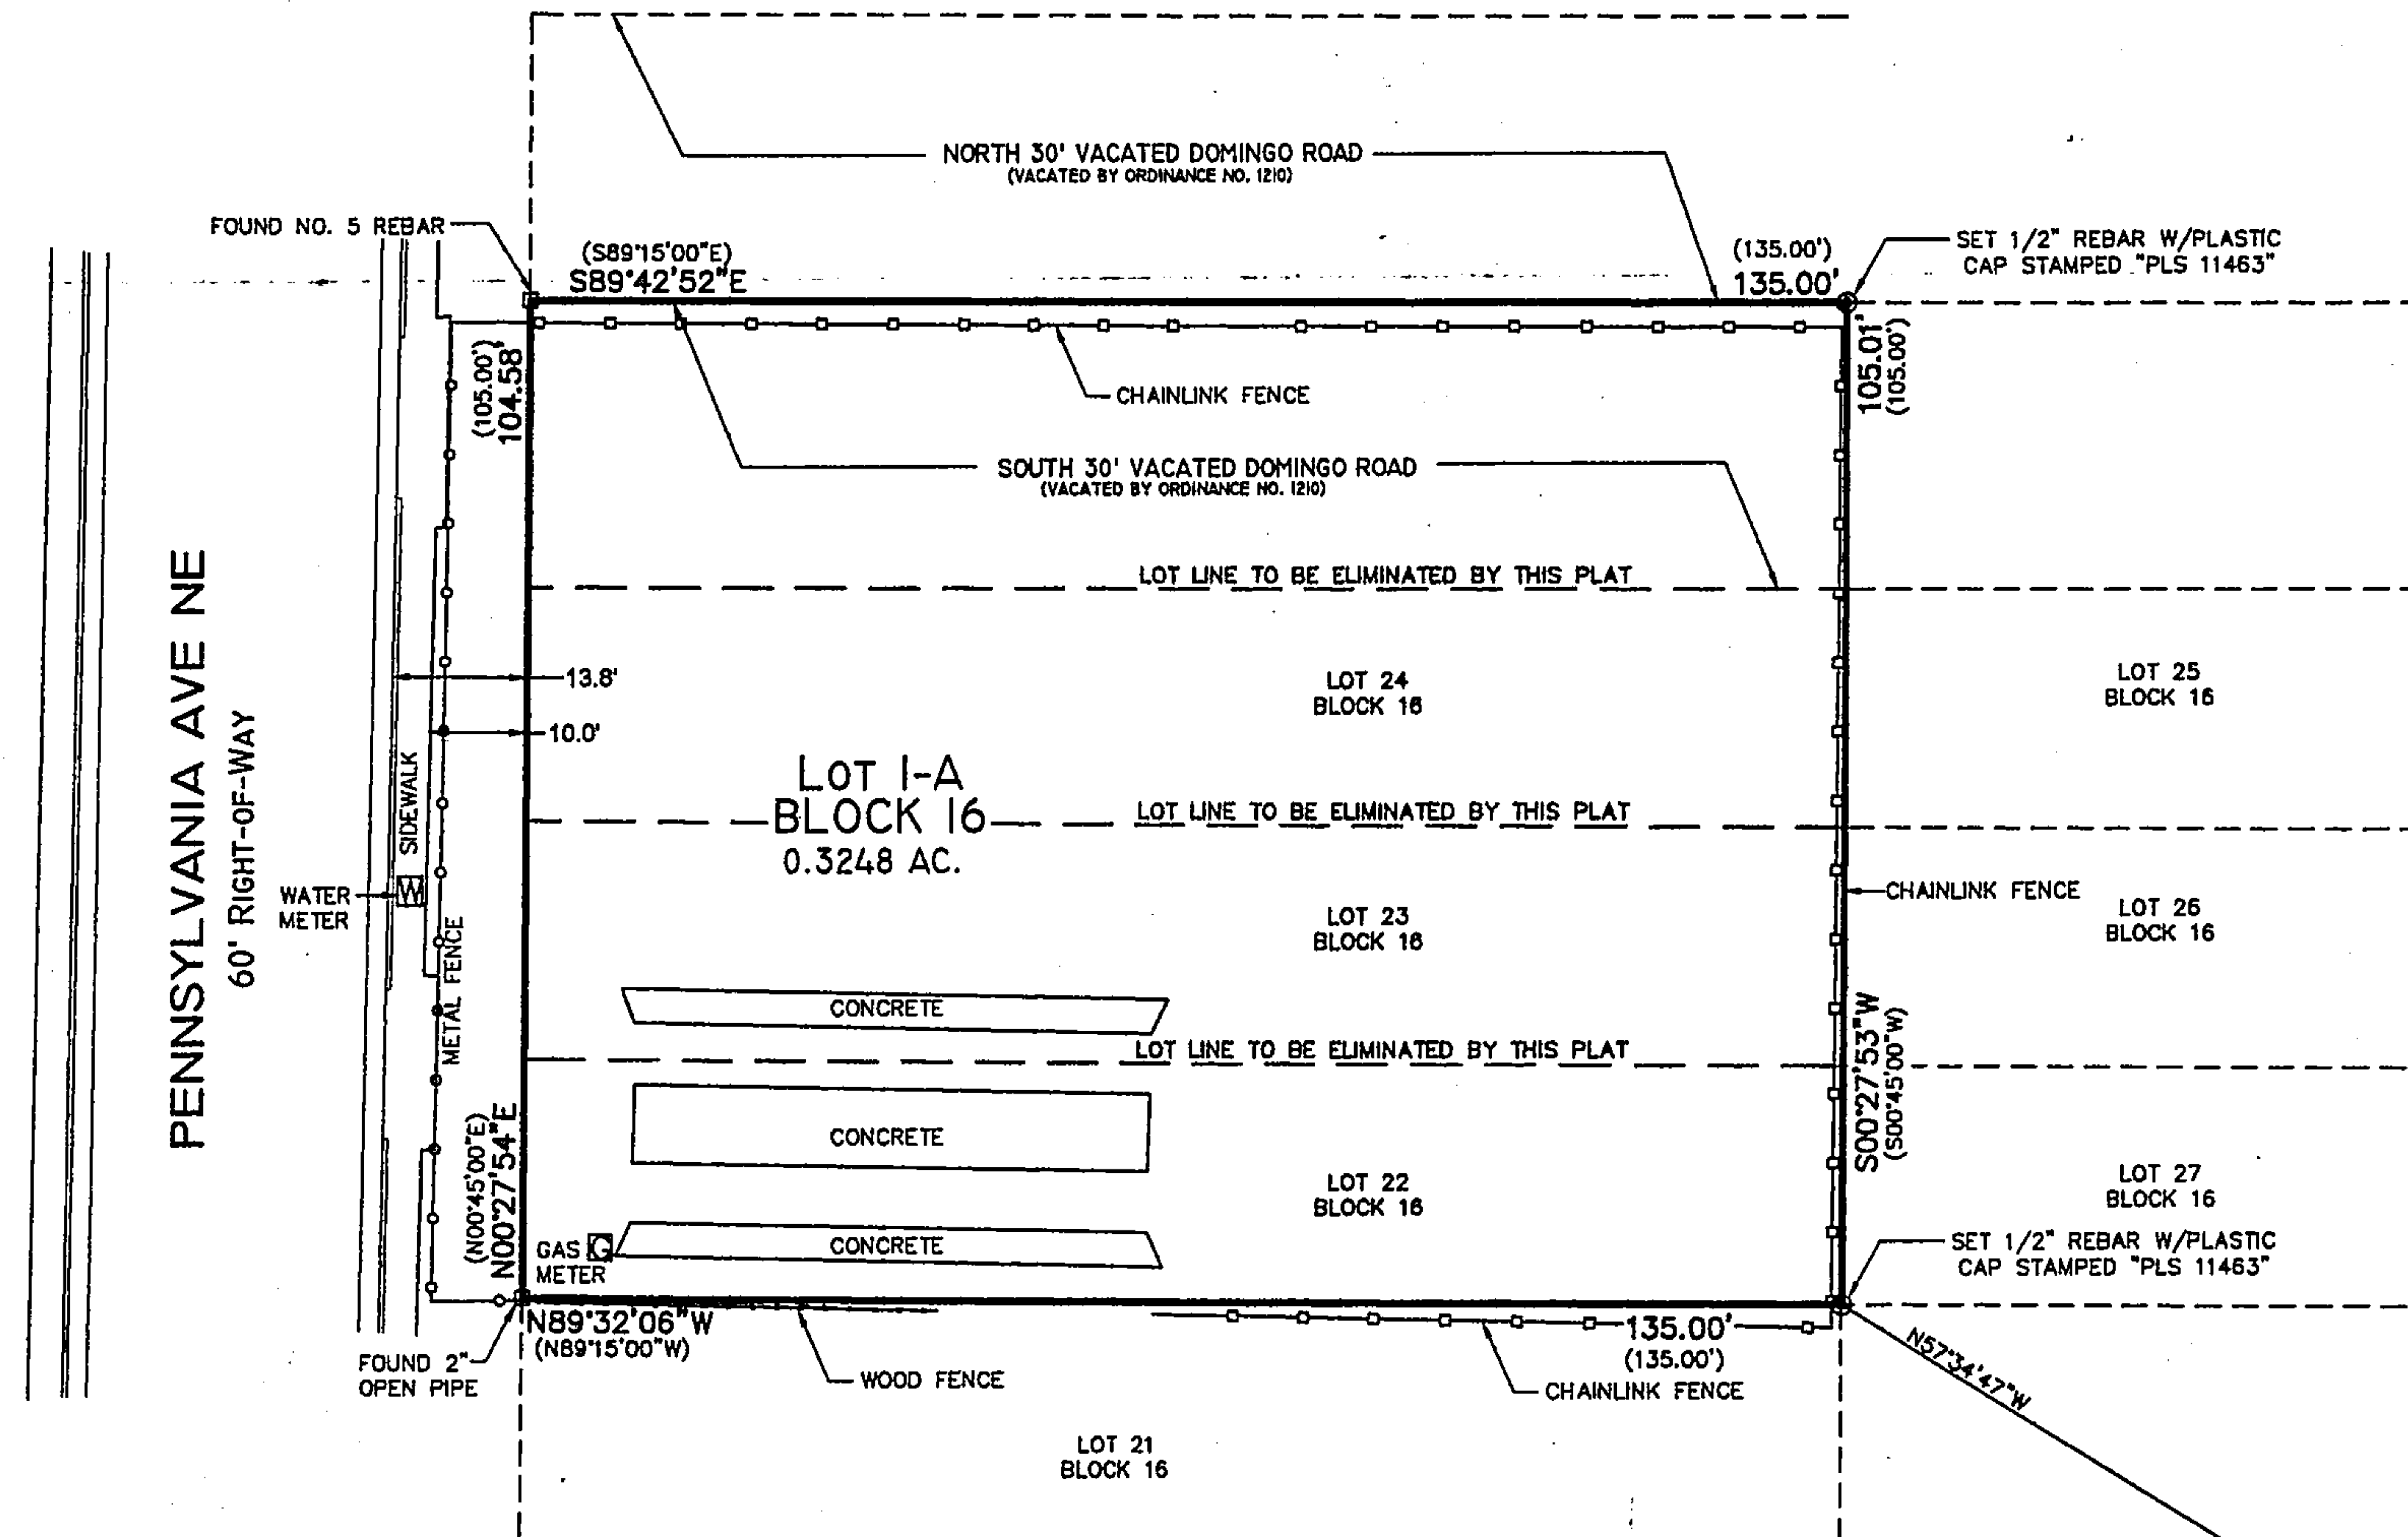 NORTH 30' VACATED DOMINGO ROAD
(VACATED BY ORDINANCE NO. 1210)
FOUND NO. 5 REBAR
(S89°15'00"E)
S89°42'52"E
(135.00')
135.00'
SET 1/2" REBAR W/PLASTIC
CAP STAMPED "PLS 11463"
(105.00')
104.58'
105.01'
(105.00')
CHAINLINK FENCE
SOUTH 30' VACATED DOMINGO ROAD
(VACATED BY ORDINANCE NO. 1210)
LOT LINE TO BE ELIMINATED BY THIS PLAT
13.8'
10.0'
LOT 24
BLOCK 16
LOT 25
BLOCK 16
PENNSYLVANIA AVE NE
60' RIGHT-OF-WAY
SIDEWALK
LOT 1-A
BLOCK 16
0.3248 AC.
LOT LINE TO BE ELIMINATED BY THIS PLAT
WATER
METER
W
METAL FENCE
CHAINLINK FENCE
LOT 23
BLOCK 16
LOT 26
BLOCK 16
CONCRETE
LOT LINE TO BE ELIMINATED BY THIS PLAT
CONCRETE
(N00°45'00"E)
N00°27'54"E
S00°27'53"W
(S00°45'00"W)
LOT 22
BLOCK 16
LOT 27
BLOCK 16
GAS
METER
G
CONCRETE
SET 1/2" REBAR W/PLASTIC
CAP STAMPED "PLS 11463"
N89°32'06"W
(N89°15'00"W)
135.00'
(135.00')
FOUND 2"
OPEN PIPE
WOOD FENCE
CHAINLINK FENCE
N57°34'47"W
LOT 21
BLOCK 16